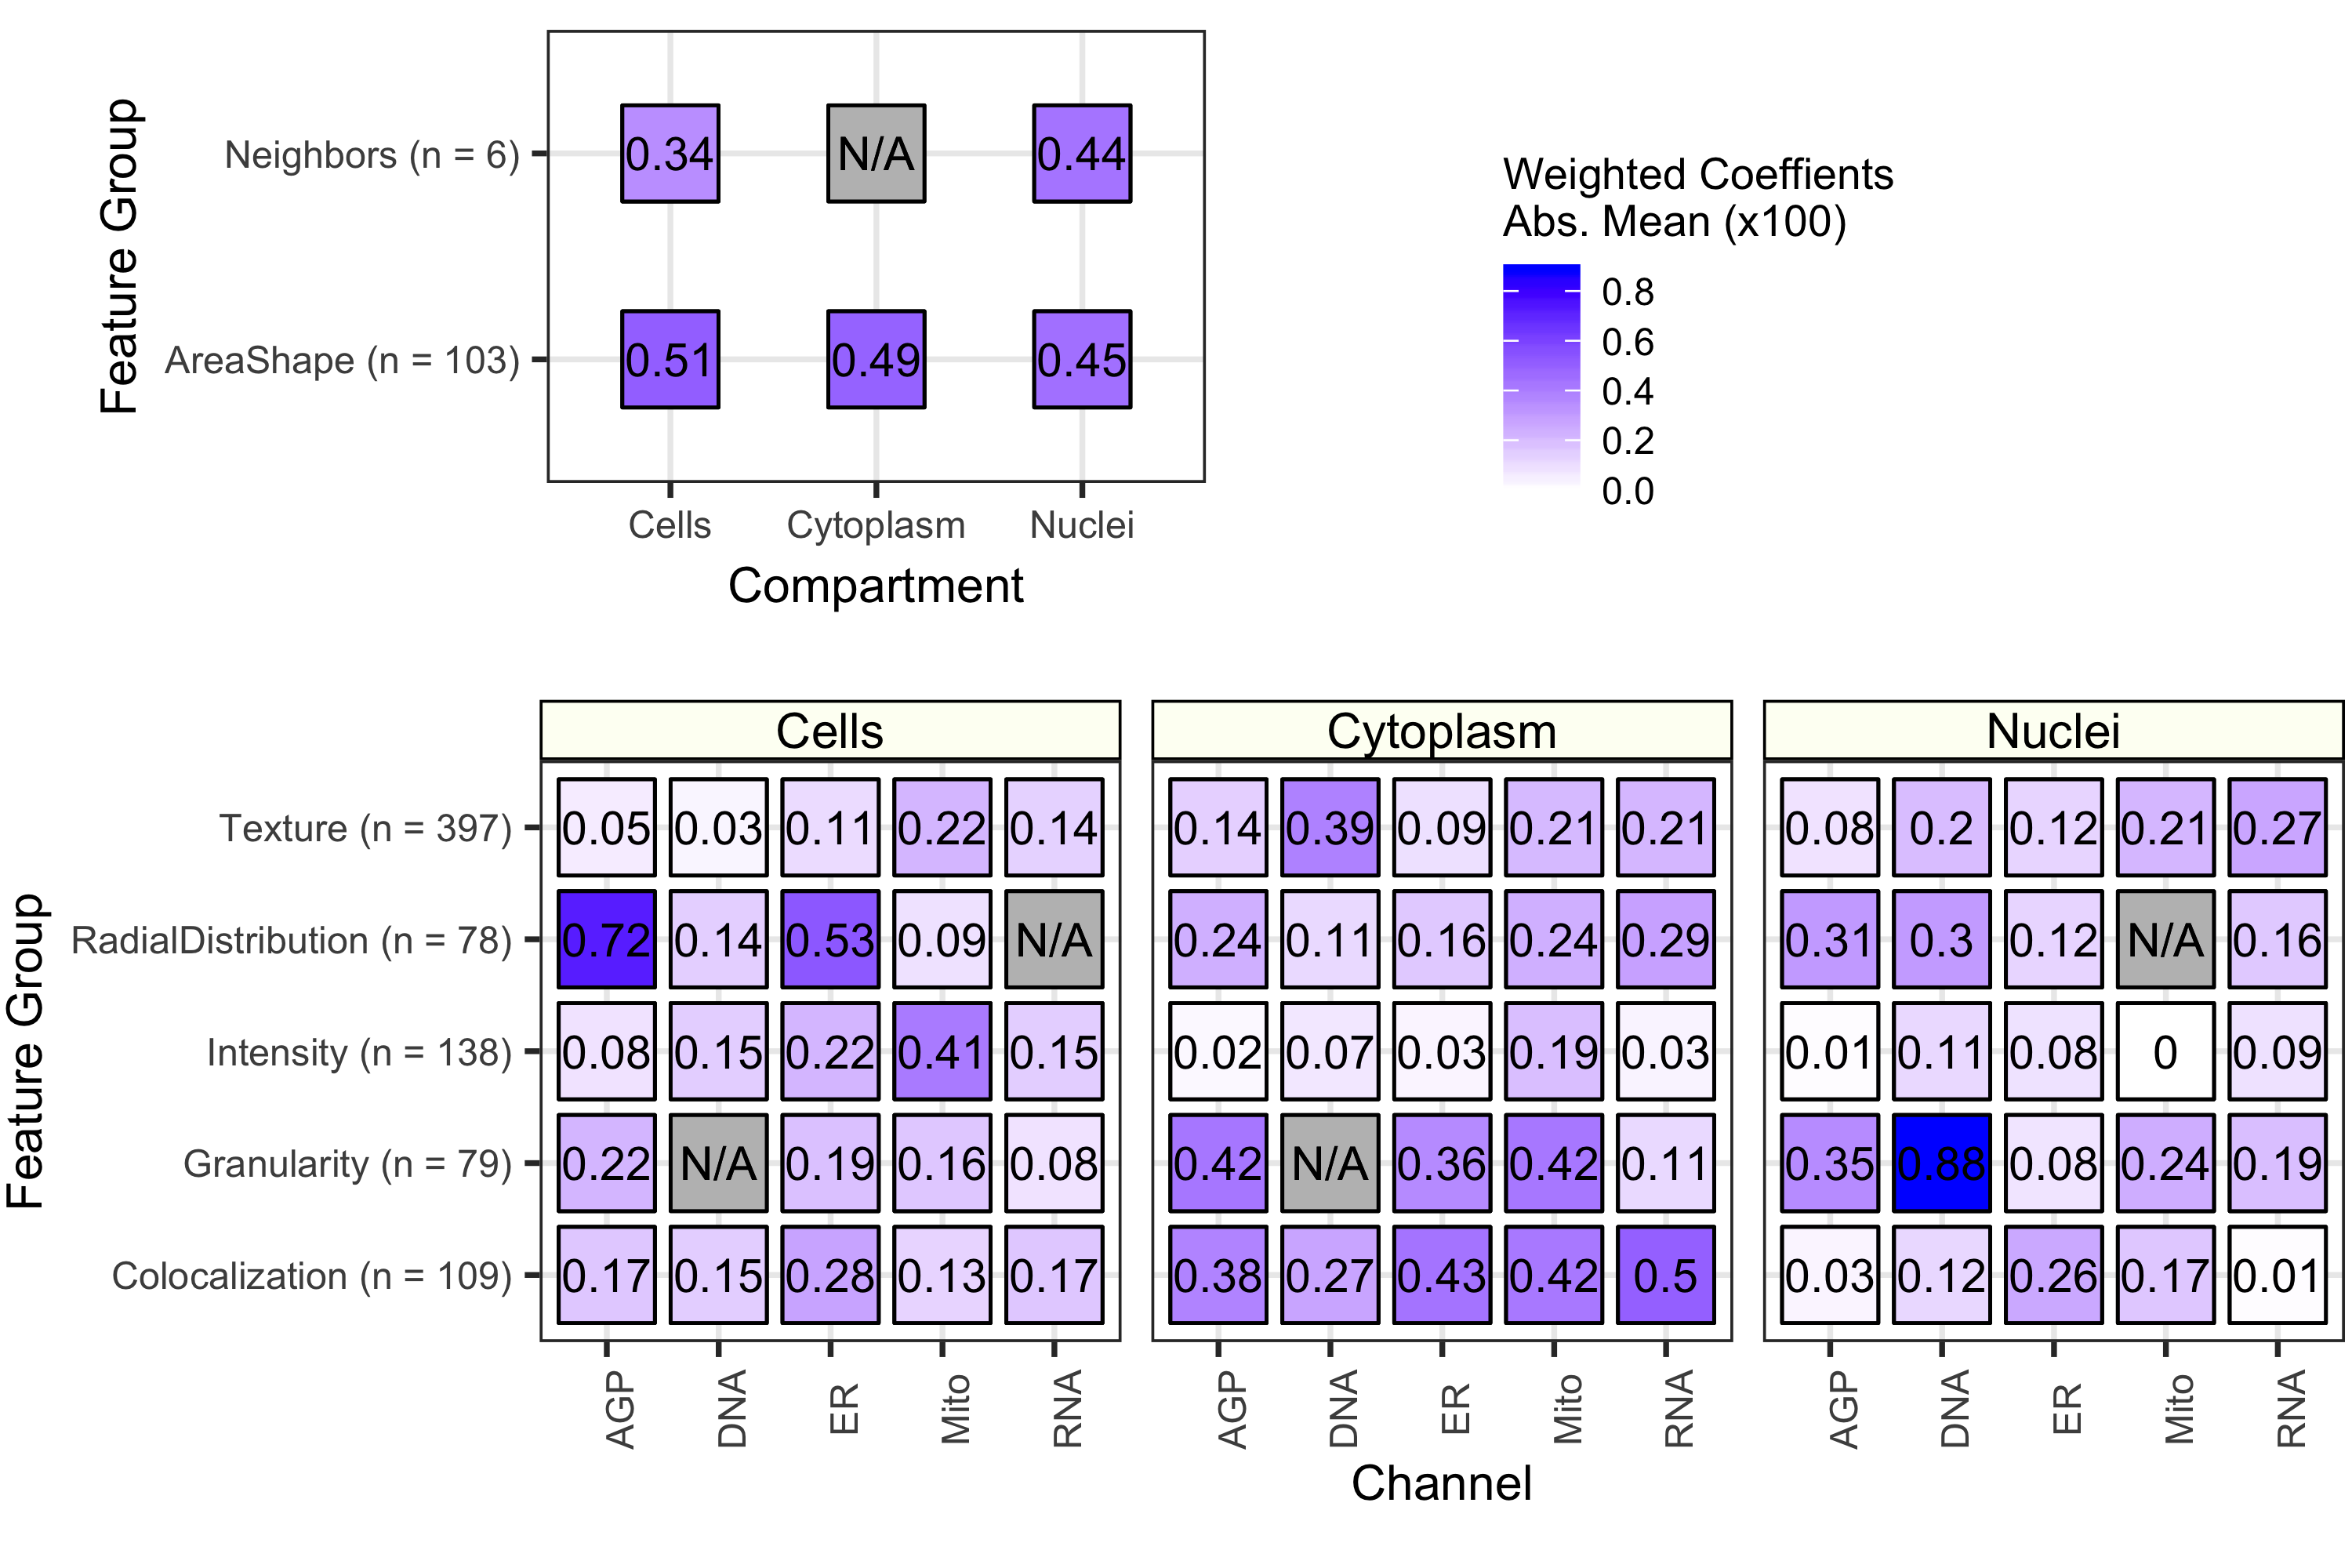 Feature Group
Neighbors (n = 6)
0.34 N/A 0.44
AreaShape (n = 103)
0.51 0.49 0.45
Cells Cytoplasm Nuclei
Compartment
Weighted Coeffients
Abs. Mean (x100)
0.8
0.6
0.4
0.2
0.0
Feature Group
Cells Cytoplasm Nuclei
Texture (n = 397) 0.05 0.03 0.11 0.22 0.14 0.14 0.39 0.09 0.21 0.21 0.08 0.2 0.12 0.21 0.27
RadialDistribution (n = 78) 0.72 0.14 0.53 0.09 N/A 0.24 0.11 0.16 0.24 0.29 0.31 0.3 0.12 N/A 0.16
Intensity (n = 138) 0.08 0.15 0.22 0.41 0.15 0.02 0.07 0.03 0.19 0.03 0.01 0.11 0.08 0 0.09
Granularity (n = 79) 0.22 N/A 0.19 0.16 0.08 0.42 N/A 0.36 0.42 0.11 0.35 0.88 0.08 0.24 0.19
Colocalization (n = 109) 0.17 0.15 0.28 0.13 0.17 0.38 0.27 0.43 0.42 0.5 0.03 0.12 0.26 0.17 0.01
AGP DNA ER Mito RNA AGP DNA ER Mito RNA AGP DNA ER Mito RNA
Channel